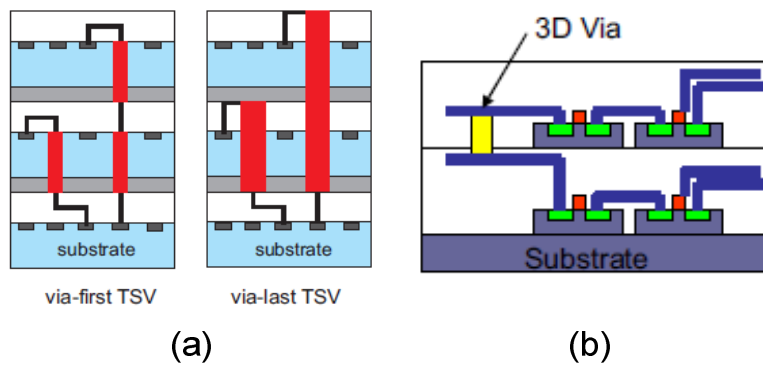 3D Via
substrate
substrate
Substrate
via-first TSV
via-last TSV
(a)
(b)